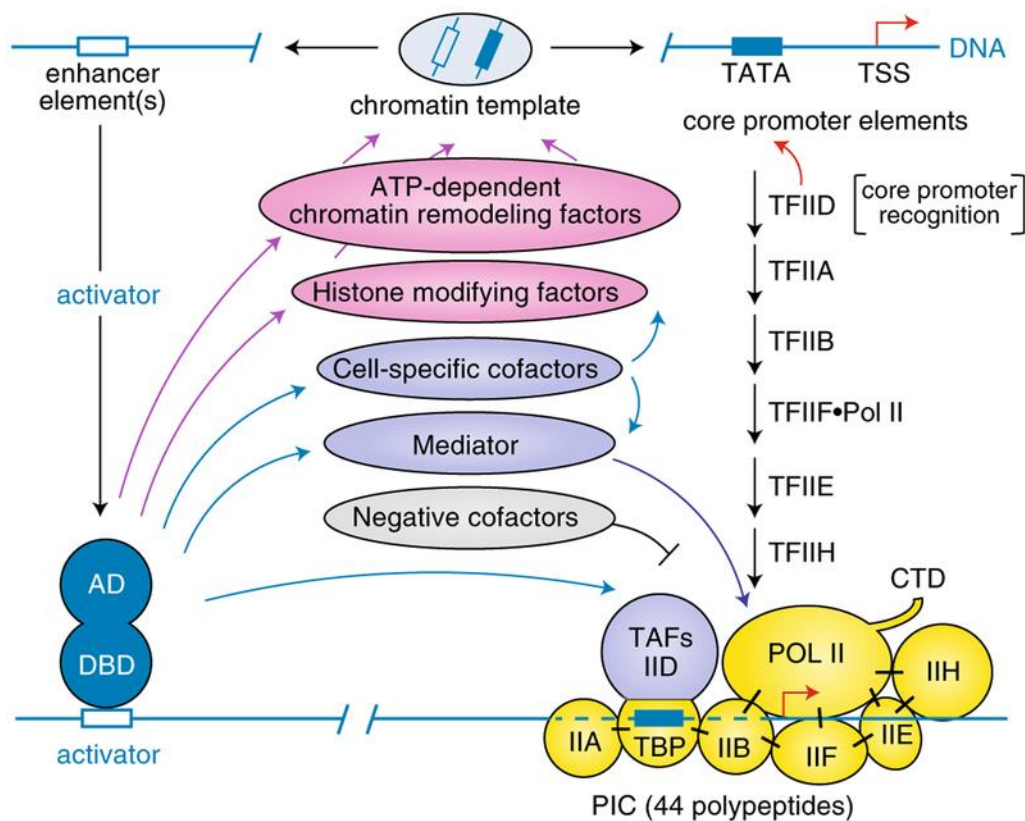 DNA
enhancer
element(s)
TATA
TSS
chromatin template
core promoter elements
ATP-dependent
chromatin remodeling factors
TFIID
[core promoter
recognition]
TFIIA
activator
Histone modifying factors
TFIIB
Cell-specific cofactors
TFIIF•Pol II
Mediator
TFIIE
Negative cofactors
TFIIH
AD
CTD
DBD
TAFs
IID
POL II
IIH
IIA
TBP
IIB
IIF
IIE
activator
PIC (44 polypeptides)